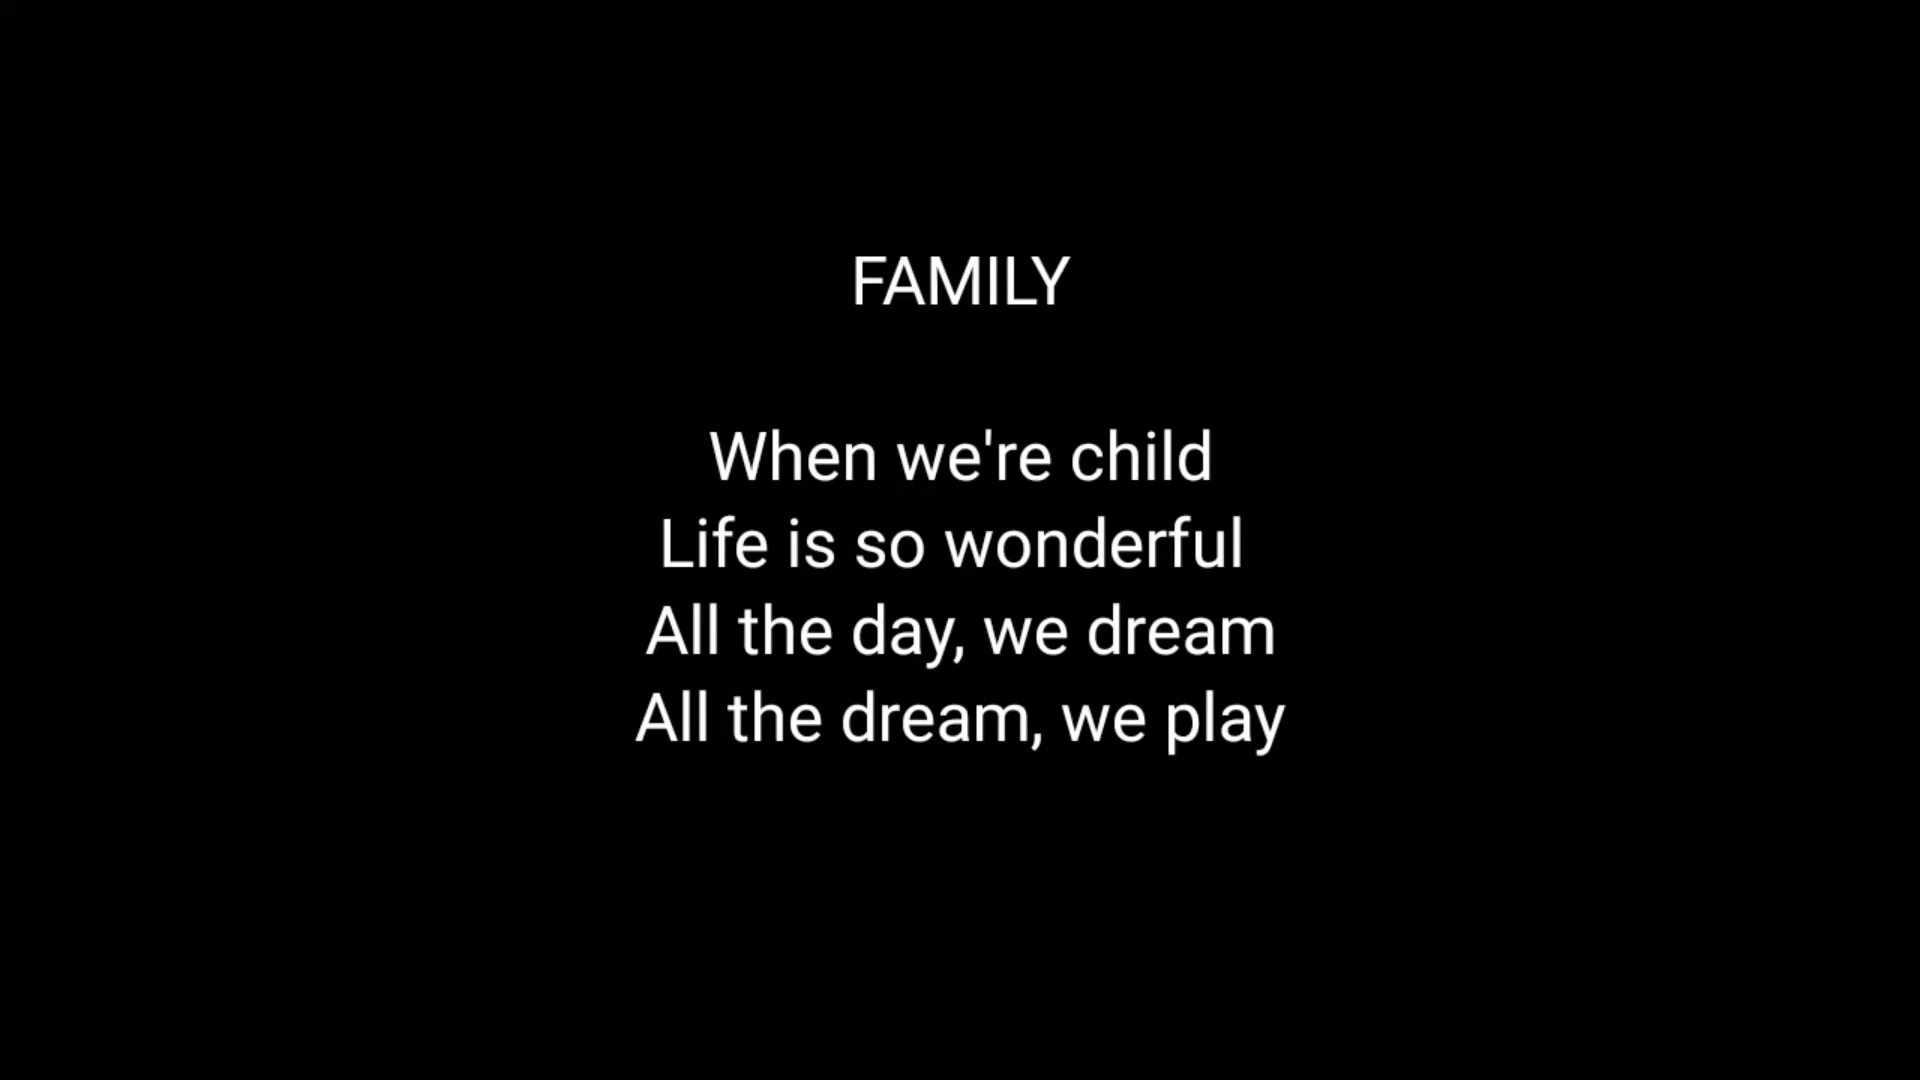 FAMILY
When we're child
Life is so wonderful
All the day, we dream
All the dream, we play